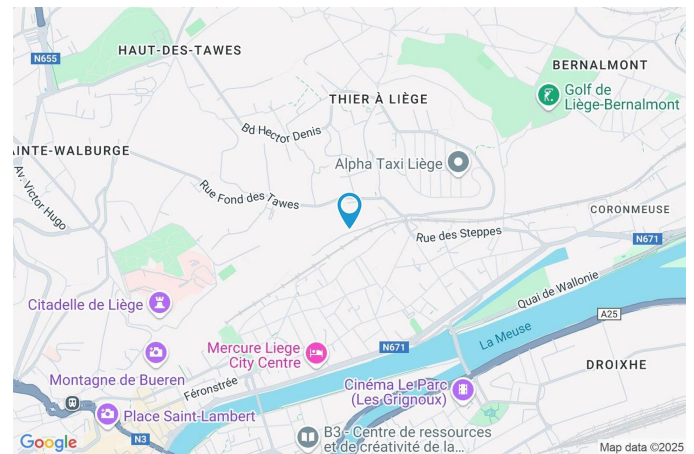 HAUT-DES-TAWES
N655
BERNALMONT
Golf de
Liège-Bernalmont
THIER À LIÈGE
Bd Hector Denis
INTE-WALBURGE
Alpha Taxi Liège
Av. Victor Hugo
Rue Fond des Tawes
CORONMEUSE
Rue des Steppes
N671
Quai de Wallonie
Citadelle de Liège
A25
La Meuse
N671
Mercure Liege
City Centre
Montagne de Bueren
DROIXHE
Férons­trée
Cinéma Le Parc
(Les Grignoux)
Place Saint-Lambert
B3 - Centre de ressources
et de créativité de la...
N3
Google
Map data ©2025